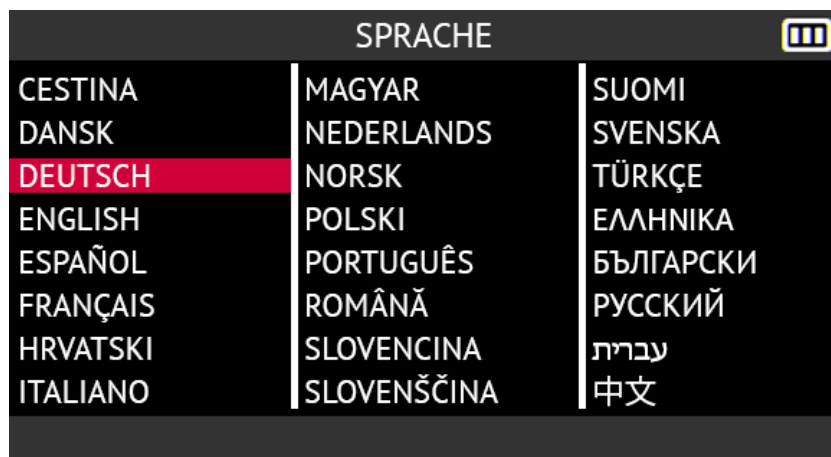 SPRACHE
CESTINA
DANSK
DEUTSCH
ENGLISH
ESPAÑOL
FRANÇAIS
HRVATSKI
ITALIANO
MAGYAR
NEDERLANDS
NORSK
POLSKI
PORTUGUÊS
ROMÂNĂ
SLOVENCINA
SLOVENŠČINA
SUOMI
SVENSKA
TÜRKÇE
ΕΛΛΗΝΙΚΑ
БЪЛГАРСКИ
РУССКИЙ
עברית
中文